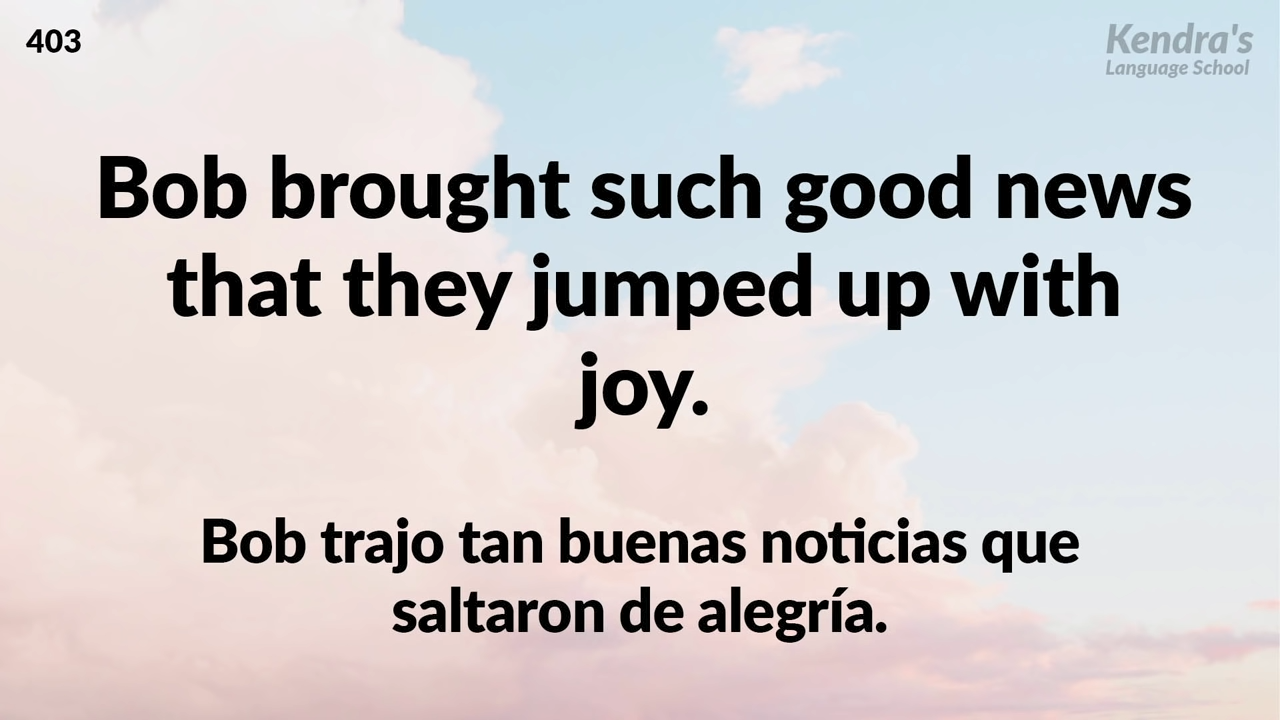 403
Kendra's
Language School
Bob brought such good news
that they jumped up with
joy.
Bob trajo tan buenas noticias que
saltaron de alegría.